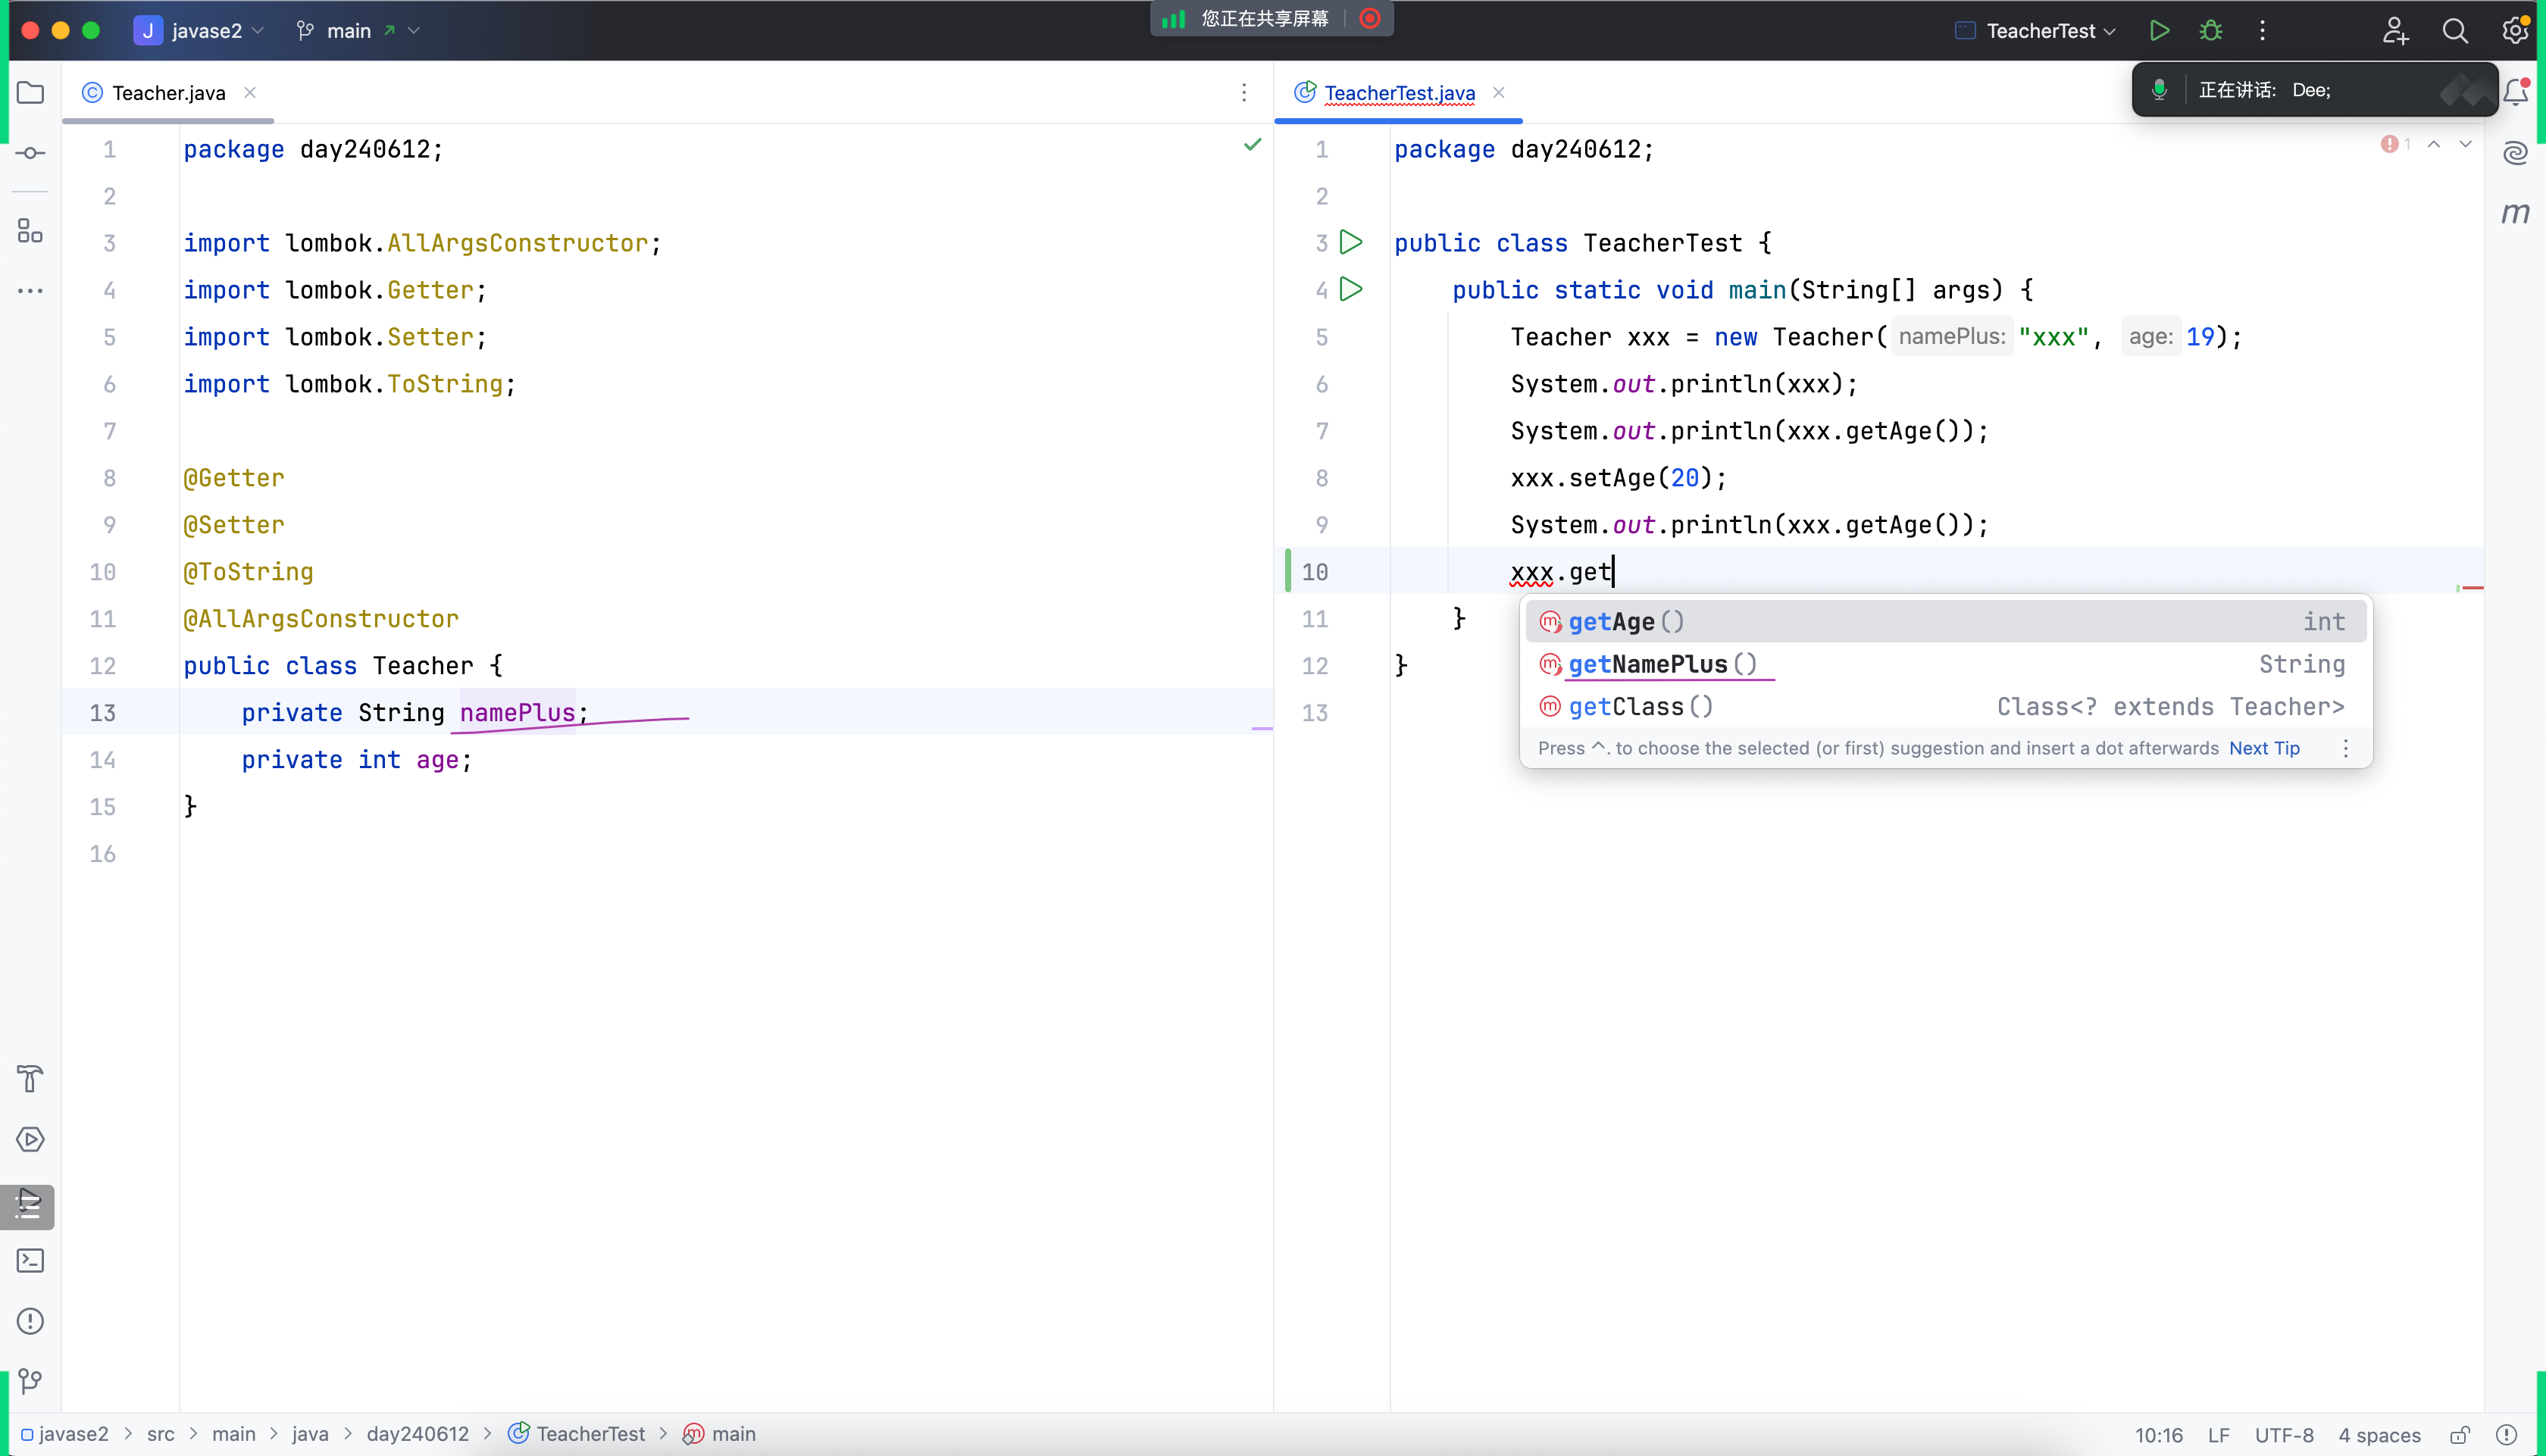 J javase2 main
您正在共享屏幕
TeacherTest
Teacher.java
TeacherTest.java
正在讲话: Dee;
1 package day240612;
2
3 import lombok.AllArgsConstructor;
4 import lombok.Getter;
5 import lombok.Setter;
6 import lombok.ToString;
7
8 @Getter
9 @Setter
10 @ToString
11 @AllArgsConstructor
12 public class Teacher {
13 private String namePlus;
14 private int age;
15 }
16
1
1 package day240612;
2
3 public class TeacherTest {
4 public static void main(String[] args) {
5 Teacher xxx = new Teacher( namePlus: "xxx", age: 19);
6 System.out.println(xxx);
7 System.out.println(xxx.getAge());
8 xxx.setAge(20);
9 System.out.println(xxx.getAge());
10 xxx.get
11 }
12 }
13
getAge() int
getNamePlus() String
getClass() Class<? extends Teacher>
Press ^. to choose the selected (or first) suggestion and insert a dot afterwards Next Tip
m
javase2 > src > main > java > day240612 > TeacherTest > main
10:16 LF UTF-8 4 spaces